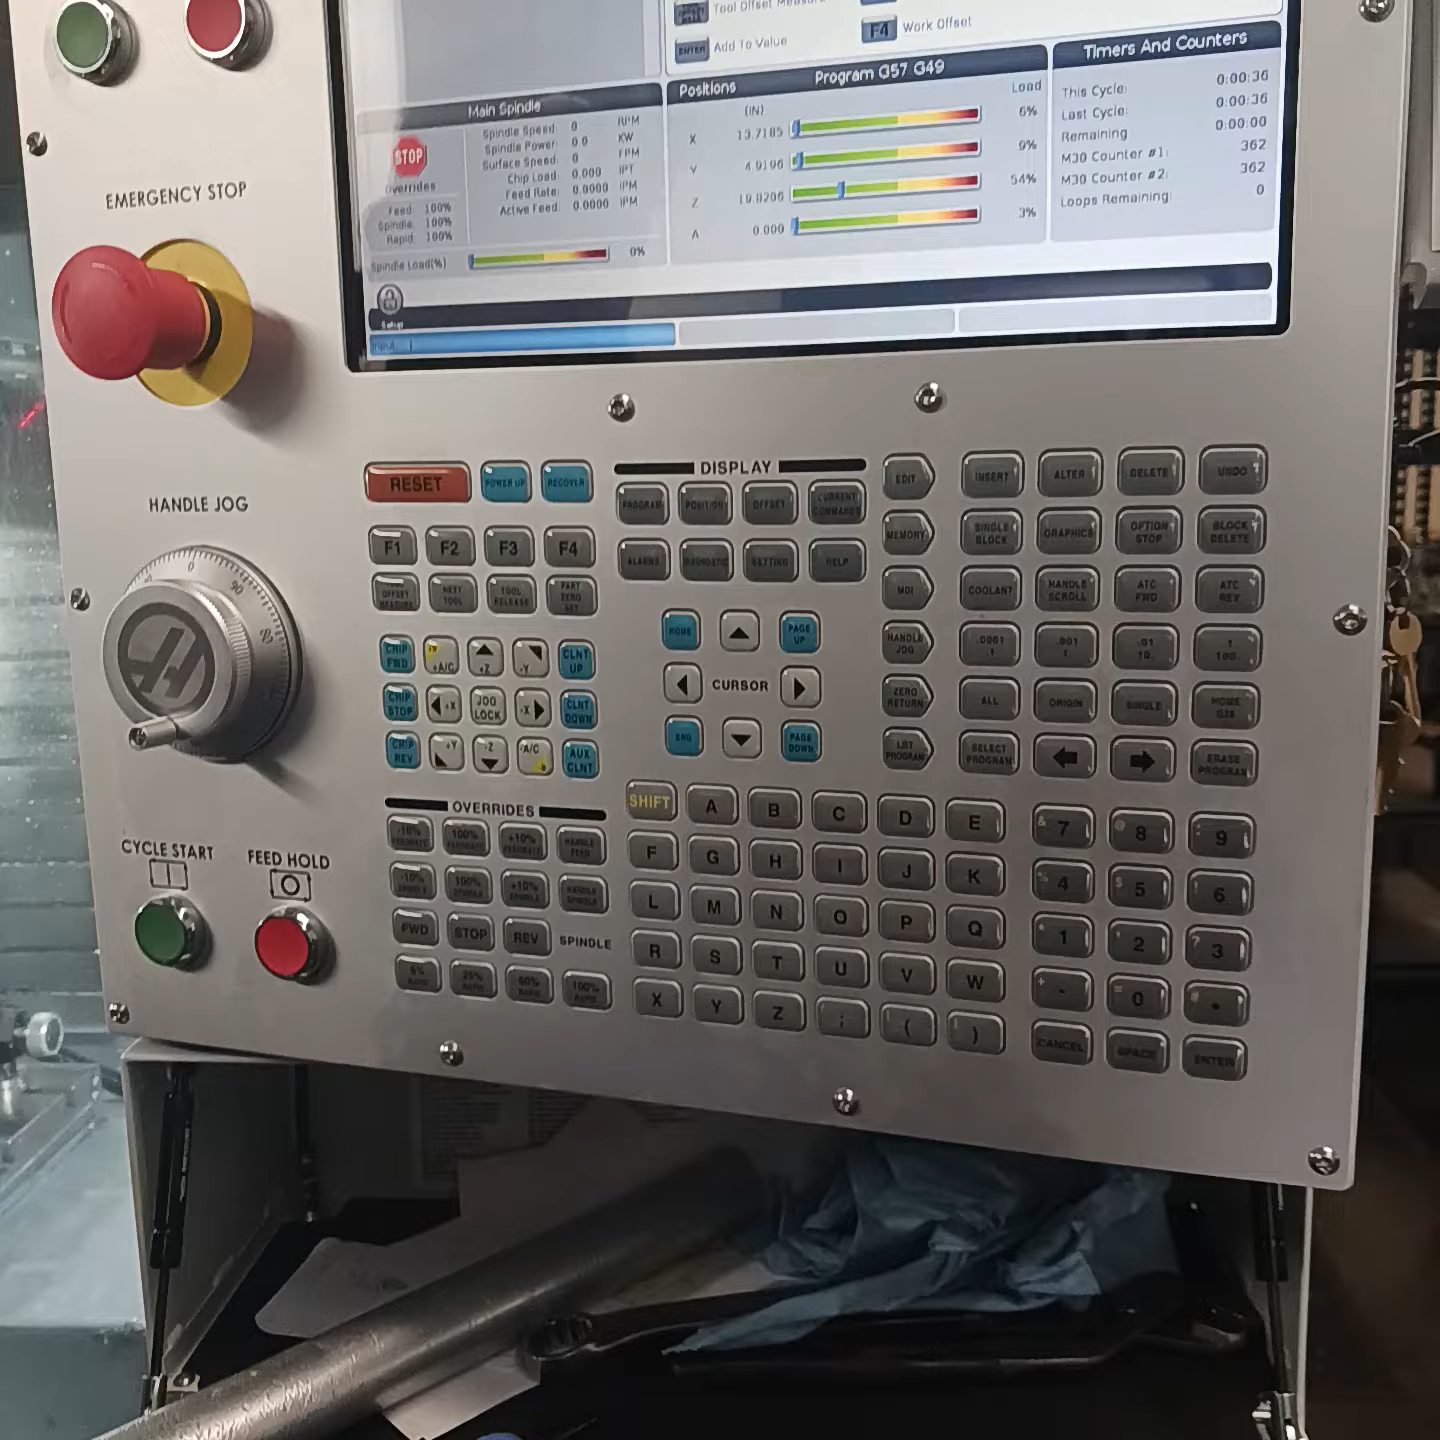 Tool Offset Measure
F4 Work Offset
ENTER Add To Value
Main Spindle
STOP
Overrides
Feed: 100%
Spindle: 100%
Rapid: 100%
Spindle Speed: 0 RPM
Spindle Power: 0.0 KW
Surface Speed: 0 FPM
Chip Load: 0.000 IPT
Feed Rate: 0.0000 IPM
Active Feed: 0.0000 IPM
Spindle Load(%) 0%
Positions Program G57 G49
(IN) Load
X 13.7185 6%
Y 4.9196 9%
Z 19.8206 54%
A 0.000 3%
Timers And Counters
This Cycle: 0:00:36
Last Cycle: 0:00:36
Remaining 0:00:00
M30 Counter #1: 362
M30 Counter #2: 362
Loops Remaining: 0
Setup
Input:
EMERGENCY STOP
HANDLE JOG
0
90
80
CYCLE START
FEED HOLD
RESET POWER UP RECOVER
F1 F2 F3 F4
OFFSET MEASURE NEXT TOOL TOOL RELEASE PART ZERO SET
CHIP FWD +A/C +Z -Y CLNT UP
CHIP STOP +X JOG LOCK -X CLNT DOWN
CHIP REV +Y -Z -A/C AUX CLNT
DISPLAY
PROGRAM POSITION OFFSET CURRENT COMMANDS
ALARMS DIAGNOSTIC SETTING HELP
HOME PAGE UP
CURSOR
END PAGE DOWN
EDIT INSERT ALTER DELETE UNDO
MEMORY SINGLE BLOCK GRAPHICS OPTION STOP BLOCK DELETE
MDI COOLANT HANDLE SCROLL ATC FWD ATC REV
HANDLE JOG .0001 .1 .001 1 .01 10. .1 100.
ZERO RETURN ALL ORIGIN SINGLE HOME G28
LIST PROGRAM SELECT PROGRAM ERASE PROGRAM
OVERRIDES
-10% FEEDRATE 100% FEEDRATE +10% FEEDRATE HANDLE FEED
-10% SPINDLE 100% SPINDLE +10% SPINDLE HANDLE SPINDLE
FWD STOP REV SPINDLE
5% RAPID 25% RAPID 50% RAPID 100% RAPID
SHIFT A B C D E
F G H I J K
L M N O P Q
R S T U V W
X Y Z ; ( )
7 8 9
4 5 6
1 2 3
- 0 .
CANCEL SPACE ENTER